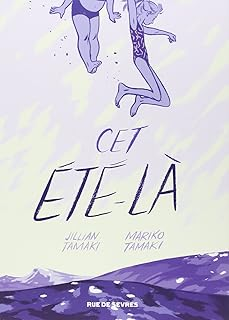 CET
ÉTÉ-LÀ
JILLIAN MARIKO
TAMAKI TAMAKI
RUE DE SÈVRES